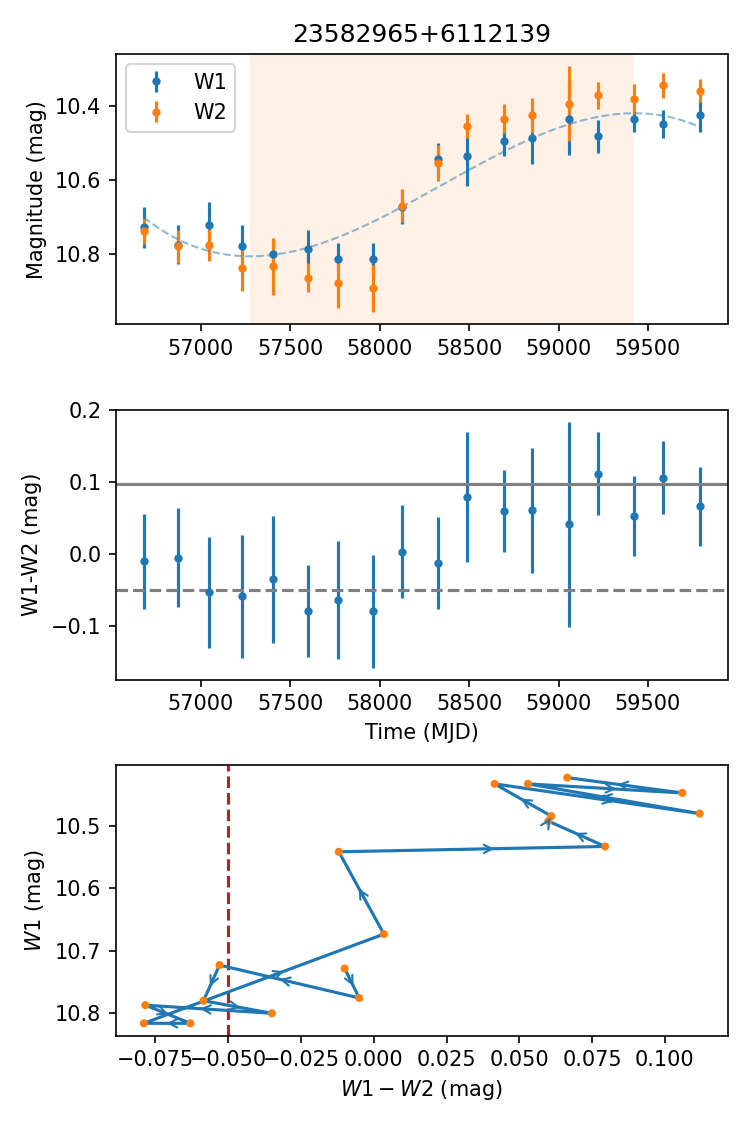 23582965+6112139
W1
W2
Magnitude (mag)
10.4
10.6
10.8
57000 57500 58000 58500 59000 59500
W1-W2 (mag)
0.2
0.1
0.0
−0.1
57000 57500 58000 58500 59000 59500
Time (MJD)
W1 (mag)
10.5
10.6
10.7
10.8
−0.075 −0.050 −0.025 0.000 0.025 0.050 0.075 0.100
W1 − W2 (mag)